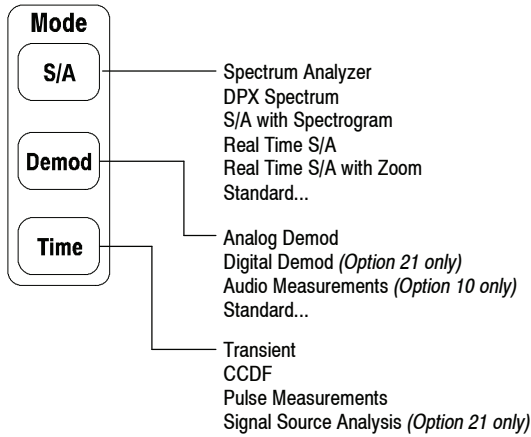 Mode
S/A
Spectrum Analyzer
DPX Spectrum
S/A with Spectrogram
Real Time S/A
Real Time S/A with Zoom
Standard...
Demod
Analog Demod
Digital Demod (Option 21 only)
Audio Measurements (Option 10 only)
Standard...
Time
Transient
CCDF
Pulse Measurements
Signal Source Analysis (Option 21 only)